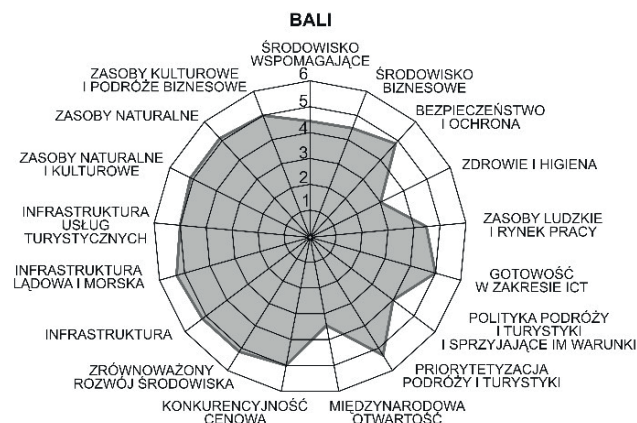 BALI
ŚRODOWISKO
WSPOMAGAJĄCE
ŚRODOWISKO
BIZNESOWE
BEZPIECZEŃSTWO
I OCHRONA
ZDROWIE I HIGIENA
ZASOBY LUDZKIE
I RYNEK PRACY
GOTOWOŚĆ
W ZAKRESIE ICT
POLITYKA PODRÓŻY
I TURYSTYKI
I SPRZYJAJĄCE IM WARUNKI
PRIORYTETYZACJA
PODRÓŻY I TURYSTYKI
MIĘDZYNARODOWA
OTWARTOŚĆ
KONKURENCYJNOŚĆ
CENOWA
ZRÓWNOWAŻONY
ROZWÓJ ŚRODOWISKA
INFRASTRUKTURA
INFRASTRUKTURA
LĄDOWA I MORSKA
INFRASTRUKTURA
USŁUG
TURYSTYCZNYCH
ZASOBY NATURALNE
I KULTUROWE
ZASOBY NATURALNE
ZASOBY KULTUROWE
I PODRÓŻE BIZNESOWE
6
5
4
3
2
1